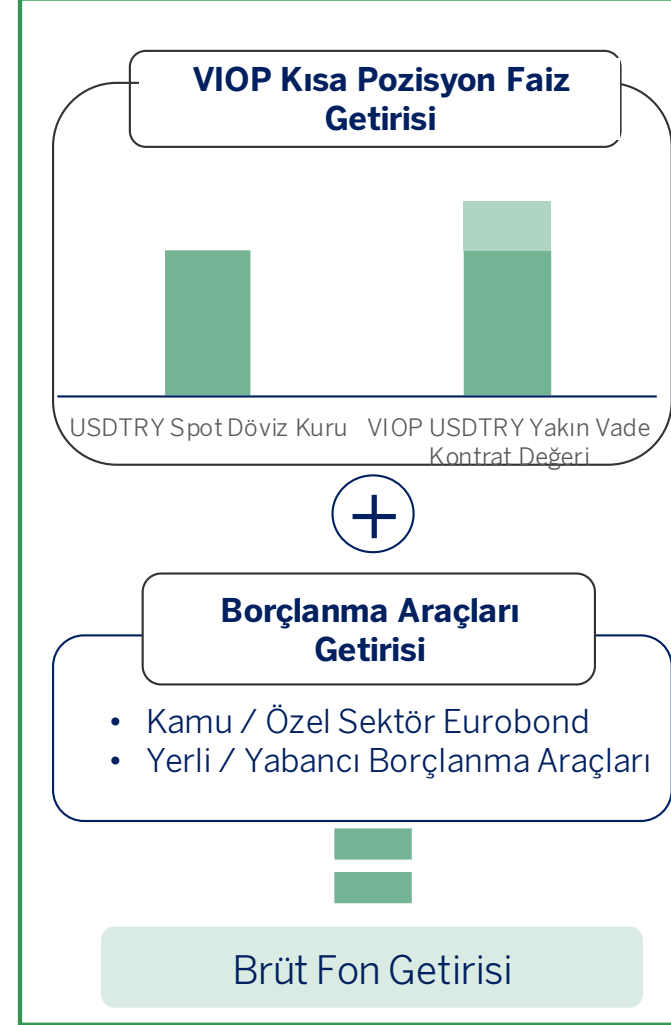 VIOP Kısa Pozisyon Faiz
Getirisi
USDTRY Spot Döviz Kuru
VIOP USDTRY Yakın Vade
Kontrat Değeri
+
Borçlanma Araçları
Getirisi
• Kamu / Özel Sektör Eurobond
• Yerli / Yabancı Borçlanma Araçları
=
Brüt Fon Getirisi